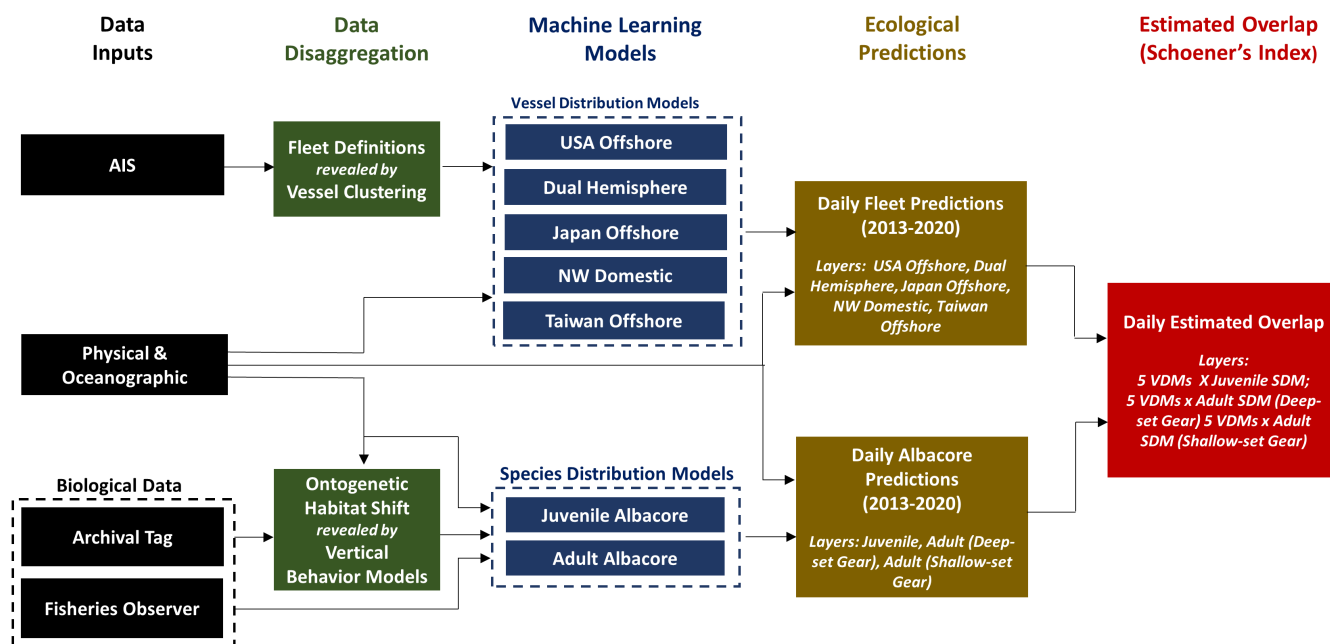 Data
Inputs
Data
Disaggregation
Machine Learning
Models
Ecological
Predictions
Estimated Overlap
(Schoener's Index)
Vessel Distribution Models
AIS
Fleet Definitions
revealed by
Vessel Clustering
USA Offshore
Dual Hemisphere
Japan Offshore
NW Domestic
Taiwan Offshore
Daily Fleet Predictions
(2013-2020)
Layers: USA Offshore, Dual
Hemisphere, Japan Offshore,
NW Domestic, Taiwan
Offshore
Physical &
Oceanographic
Daily Estimated Overlap
Layers:
5 VDMs X Juvenile SDM;
5 VDMs x Adult SDM (Deep-
set Gear) 5 VDMs x Adult
SDM (Shallow-set Gear)
Biological Data
Archival Tag
Fisheries Observer
Ontogenetic
Habitat Shift
revealed by
Vertical
Behavior Models
Species Distribution Models
Juvenile Albacore
Adult Albacore
Daily Albacore
Predictions
(2013-2020)
Layers: Juvenile, Adult (Deep-
set Gear), Adult (Shallow-set
Gear)